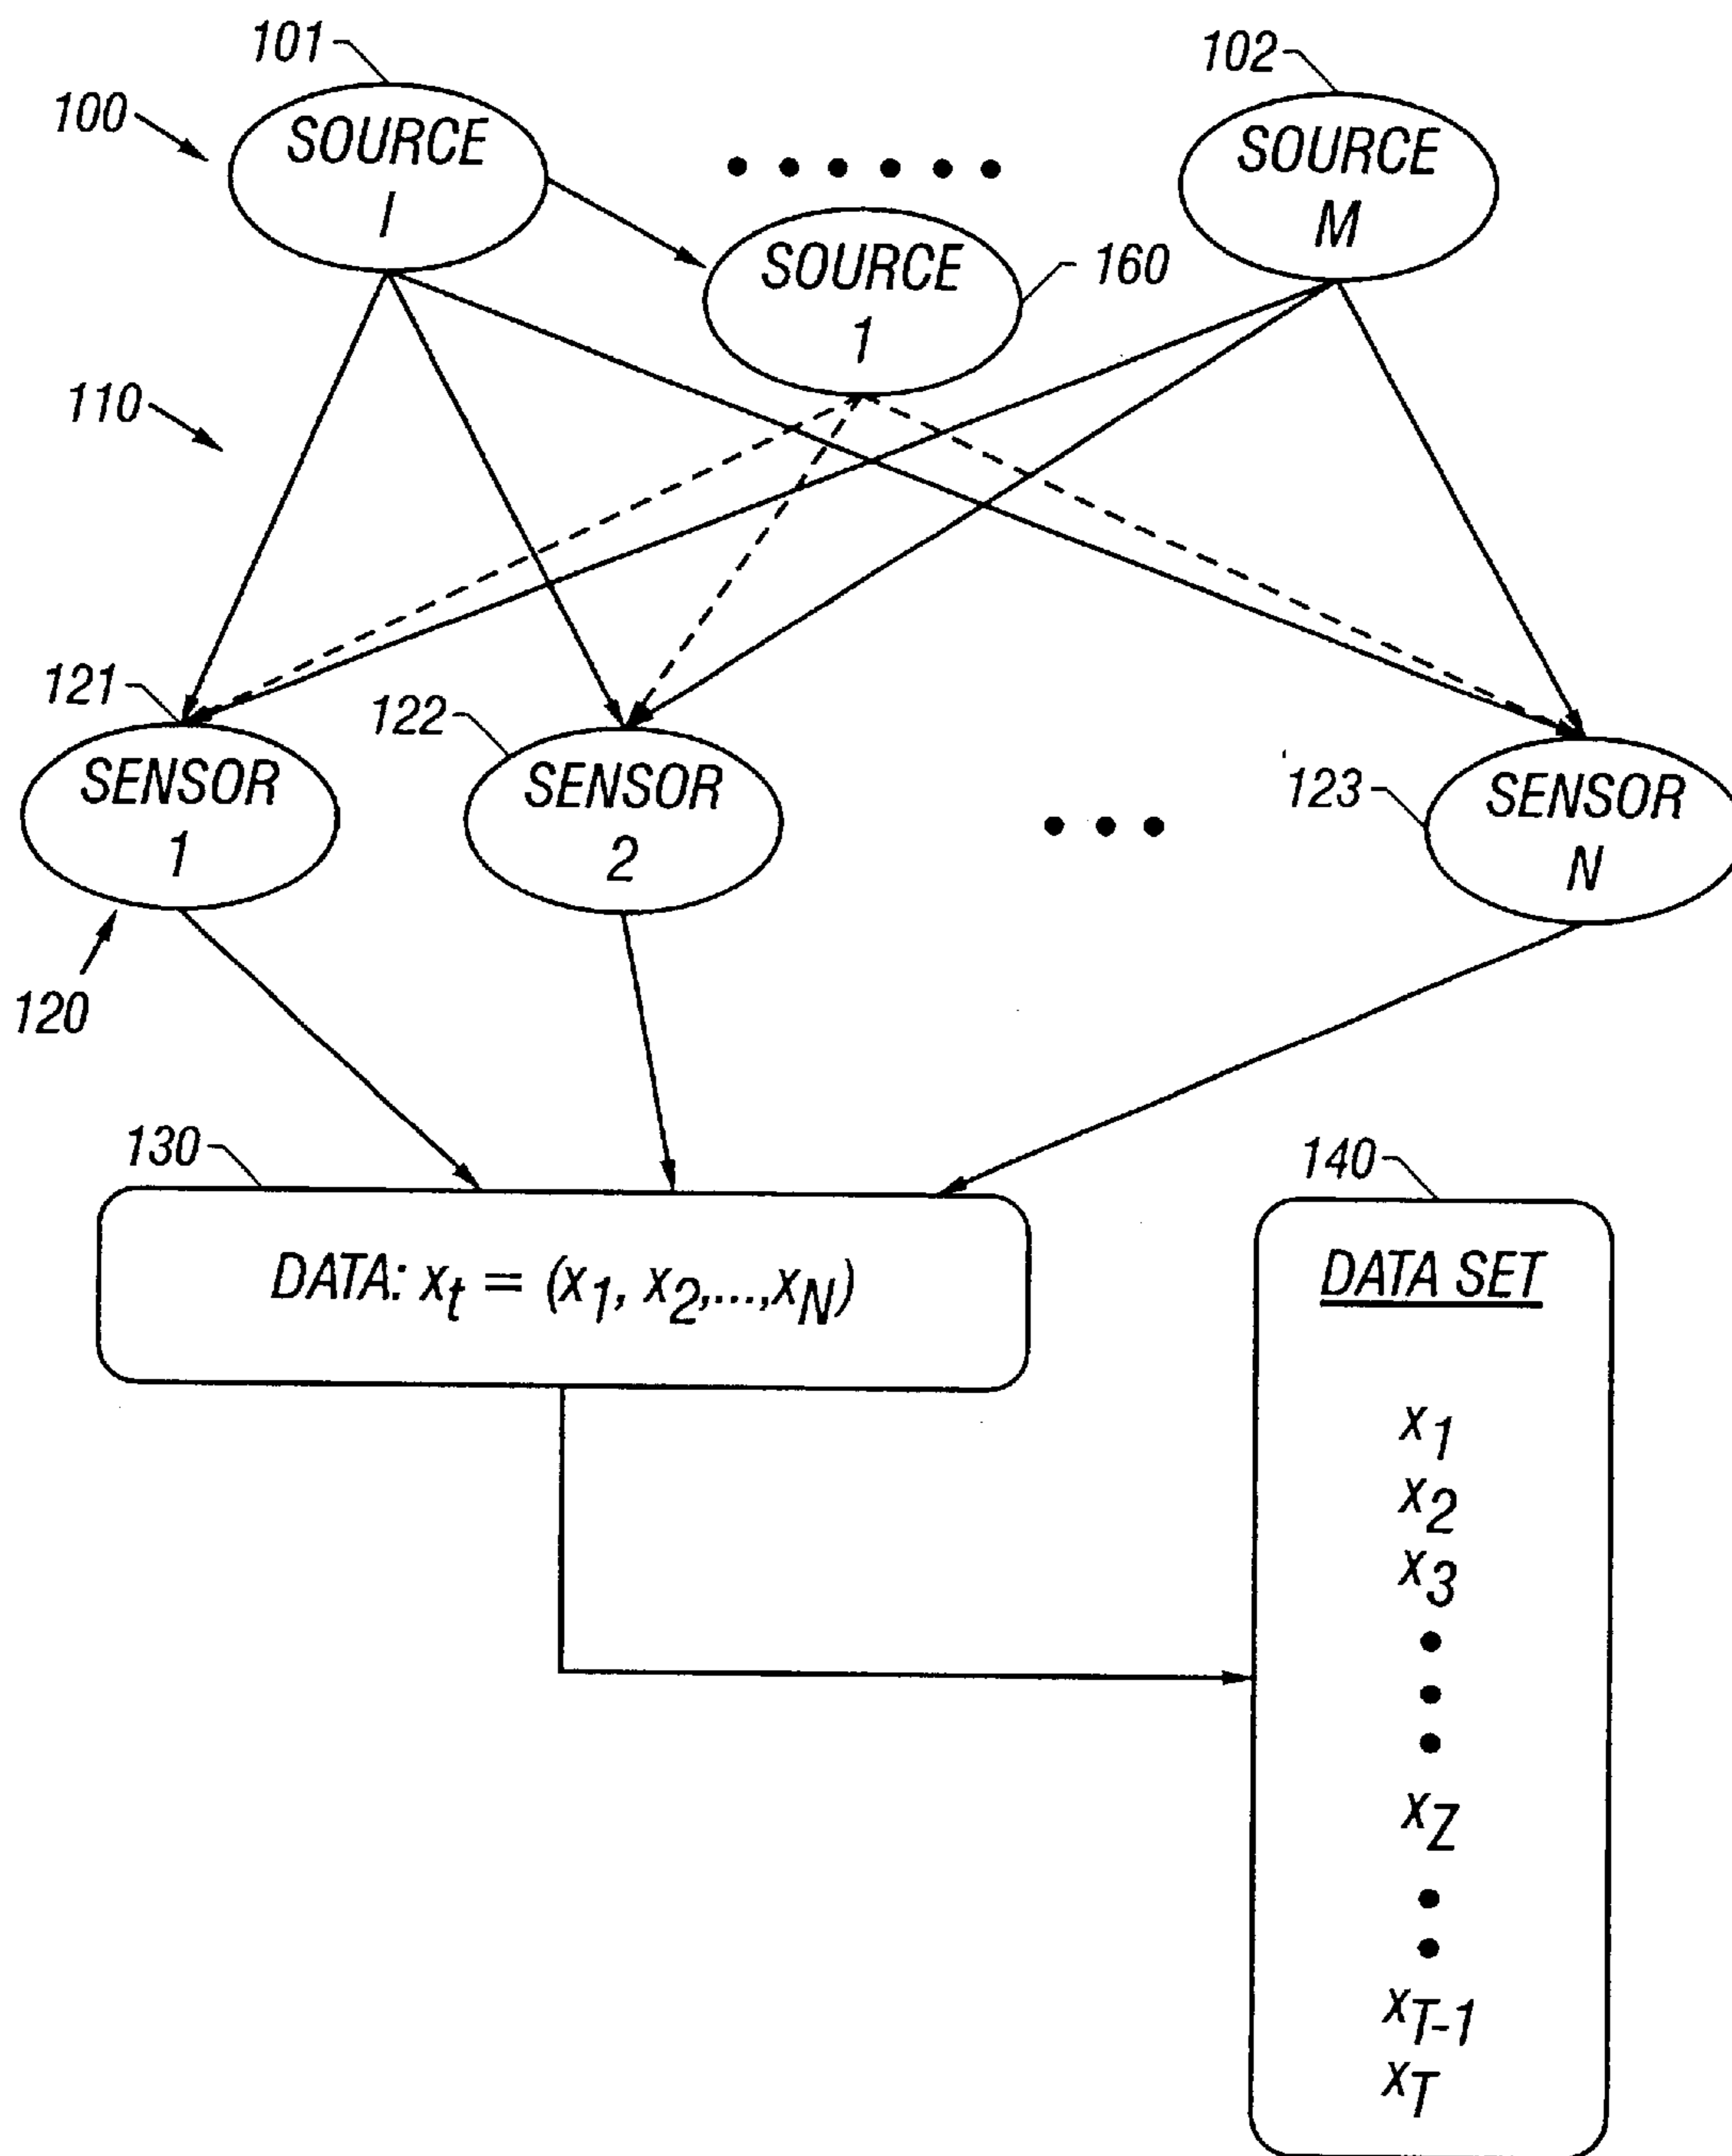 101
102
100
SOURCE
I
SOURCE
M
SOURCE
1
160
110
121
122
123
SENSOR
1
SENSOR
2
SENSOR
N
120
130
140
DATA: xt = (x1, x2,...,xN)
DATA SET
x1
x2
x3
xZ
xT-1
xT